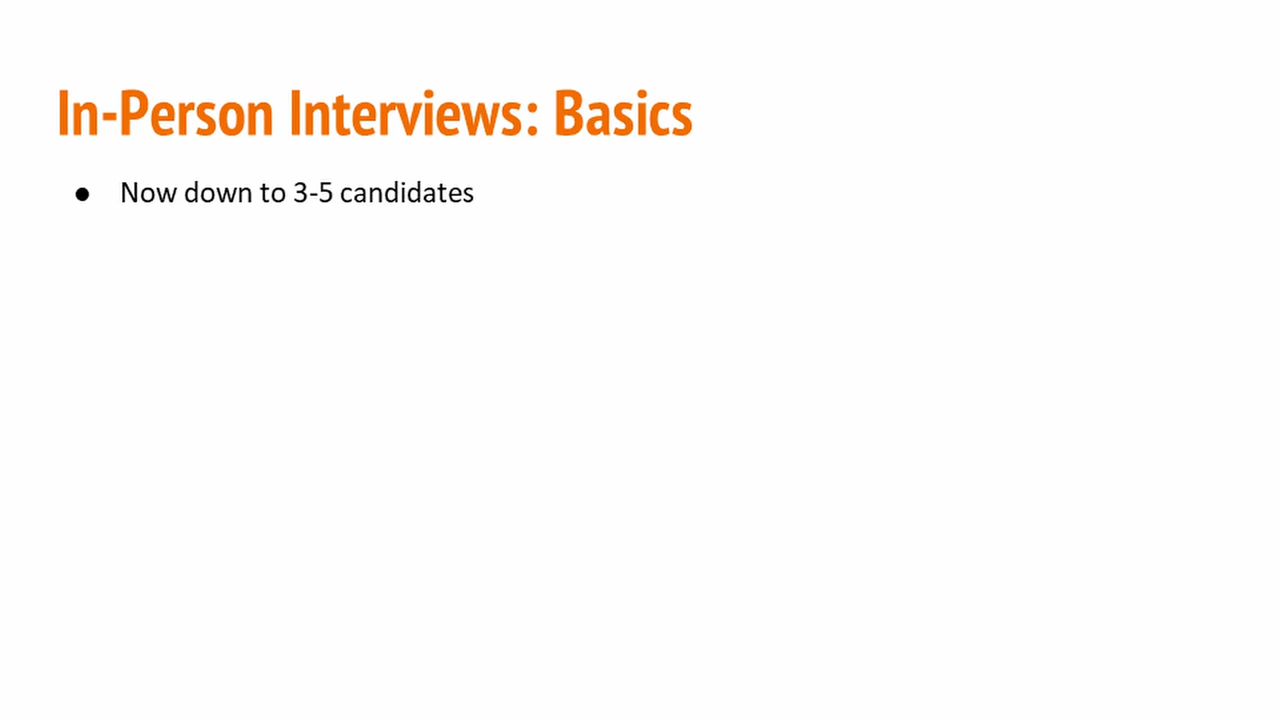 In-Person Interviews: Basics
● Now down to 3-5 candidates